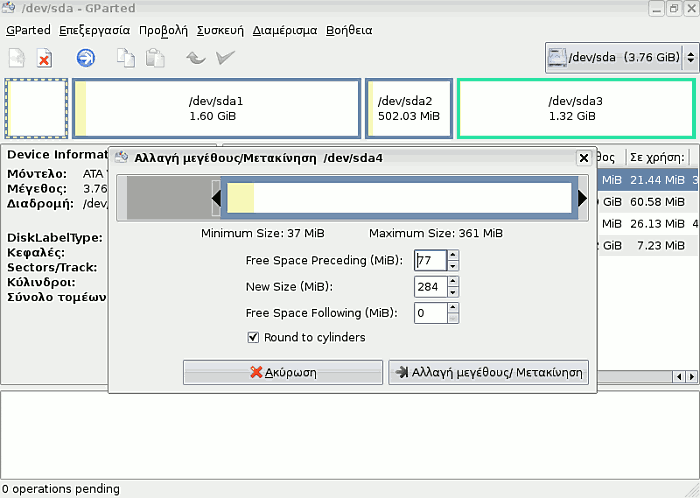 /dev/sda - GParted
GParted Επεξεργασία Προβολή Συσκευή Διαμέρισμα Βοήθεια
/dev/sda (3.76 GiB)
/dev/sda1
1.60 GiB
/dev/sda2
502.03 MiB
/dev/sda3
1.32 GiB
Device Informat
Μοντέλο: ATA
Μέγεθος: 3.76
Διαδρομή: /dev/
DiskLabelType:
Κεφαλές:
Sectors/Track:
Κύλινδροι:
Σύνολο τομέων
θος Σε χρήση:
MiB 21.44 MiB 3
GiB 60.58 MiB
MiB 26.13 MiB 4
GiB 7.23 MiB
Αλλαγή μεγέθους/Μετακίνηση /dev/sda4
Minimum Size: 37 MiB Maximum Size: 361 MiB
Free Space Preceding (MiB): 77
New Size (MiB): 284
Free Space Following (MiB): 0
Round to cylinders
Ακύρωση Αλλαγή μεγέθους/ Μετακίνηση
0 operations pending